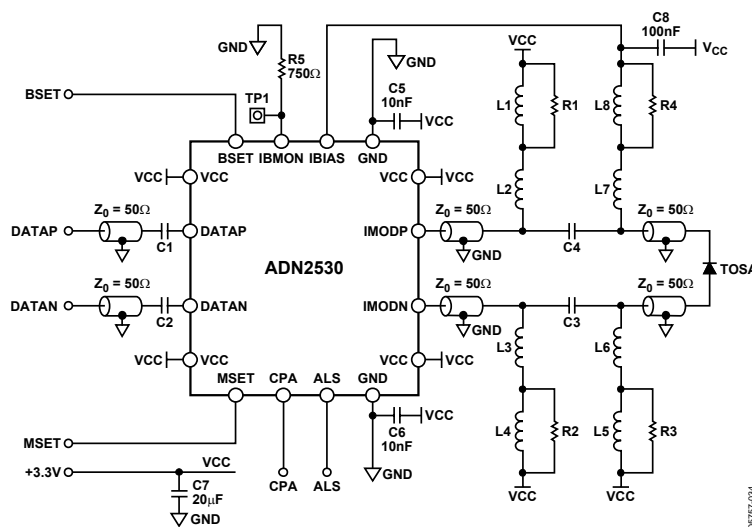 GND
R5
750Ω
TP1
BSET
C5
10nF
VCC
GND
VCC
L1
R1
L2
C8
100nF
VCC
L8
R4
L7
BSET
IBMON
IBIAS
GND
VCC
VCC
VCC
VCC
Z0 = 50Ω
DATAP
C1
DATAP
ADN2530
IMODP
Z0 = 50Ω
GND
C4
Z0 = 50Ω
TOSA
Z0 = 50Ω
DATAN
C2
DATAN
IMODN
Z0 = 50Ω
GND
C3
Z0 = 50Ω
VCC
VCC
VCC
VCC
MSET
CPA
ALS
GND
L3
L6
L4
R2
L5
R3
VCC
VCC
C6
10nF
VCC
GND
MSET
+3.3V
VCC
C7
20μF
GND
CPA
ALS